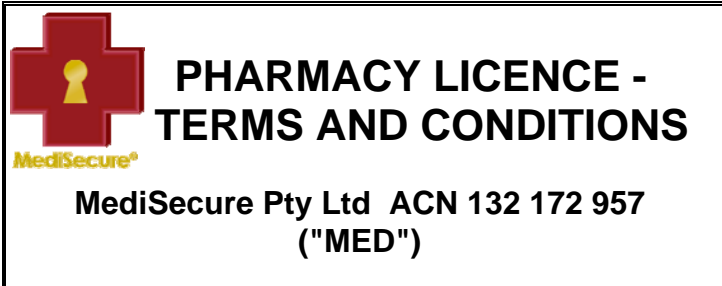 PHARMACY LICENCE -
TERMS AND CONDITIONS
MediSecure®
MediSecure Pty Ltd ACN 132 172 957
("MED")